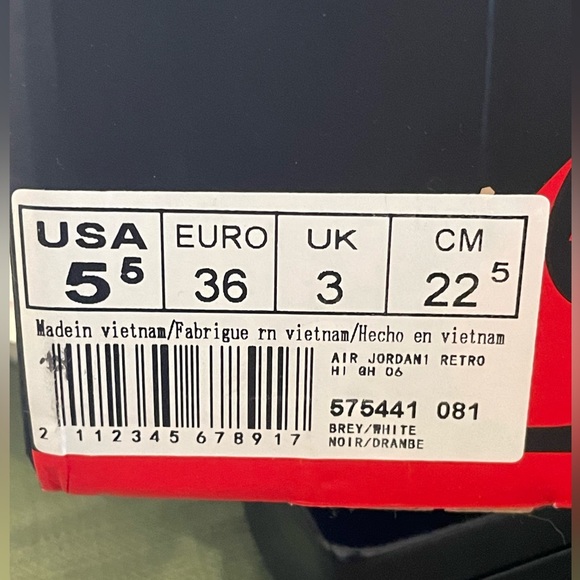 USA EURO UK CM
5 5 36 3 22 5
Madein vietnam/Fabrigue rn vietnam/Hecho en vietnam
AIR JORDAN1 RETRO
HI GH 06
575441 081
BREY/WHITE
NOIR/DRANBE
2 112345 678917